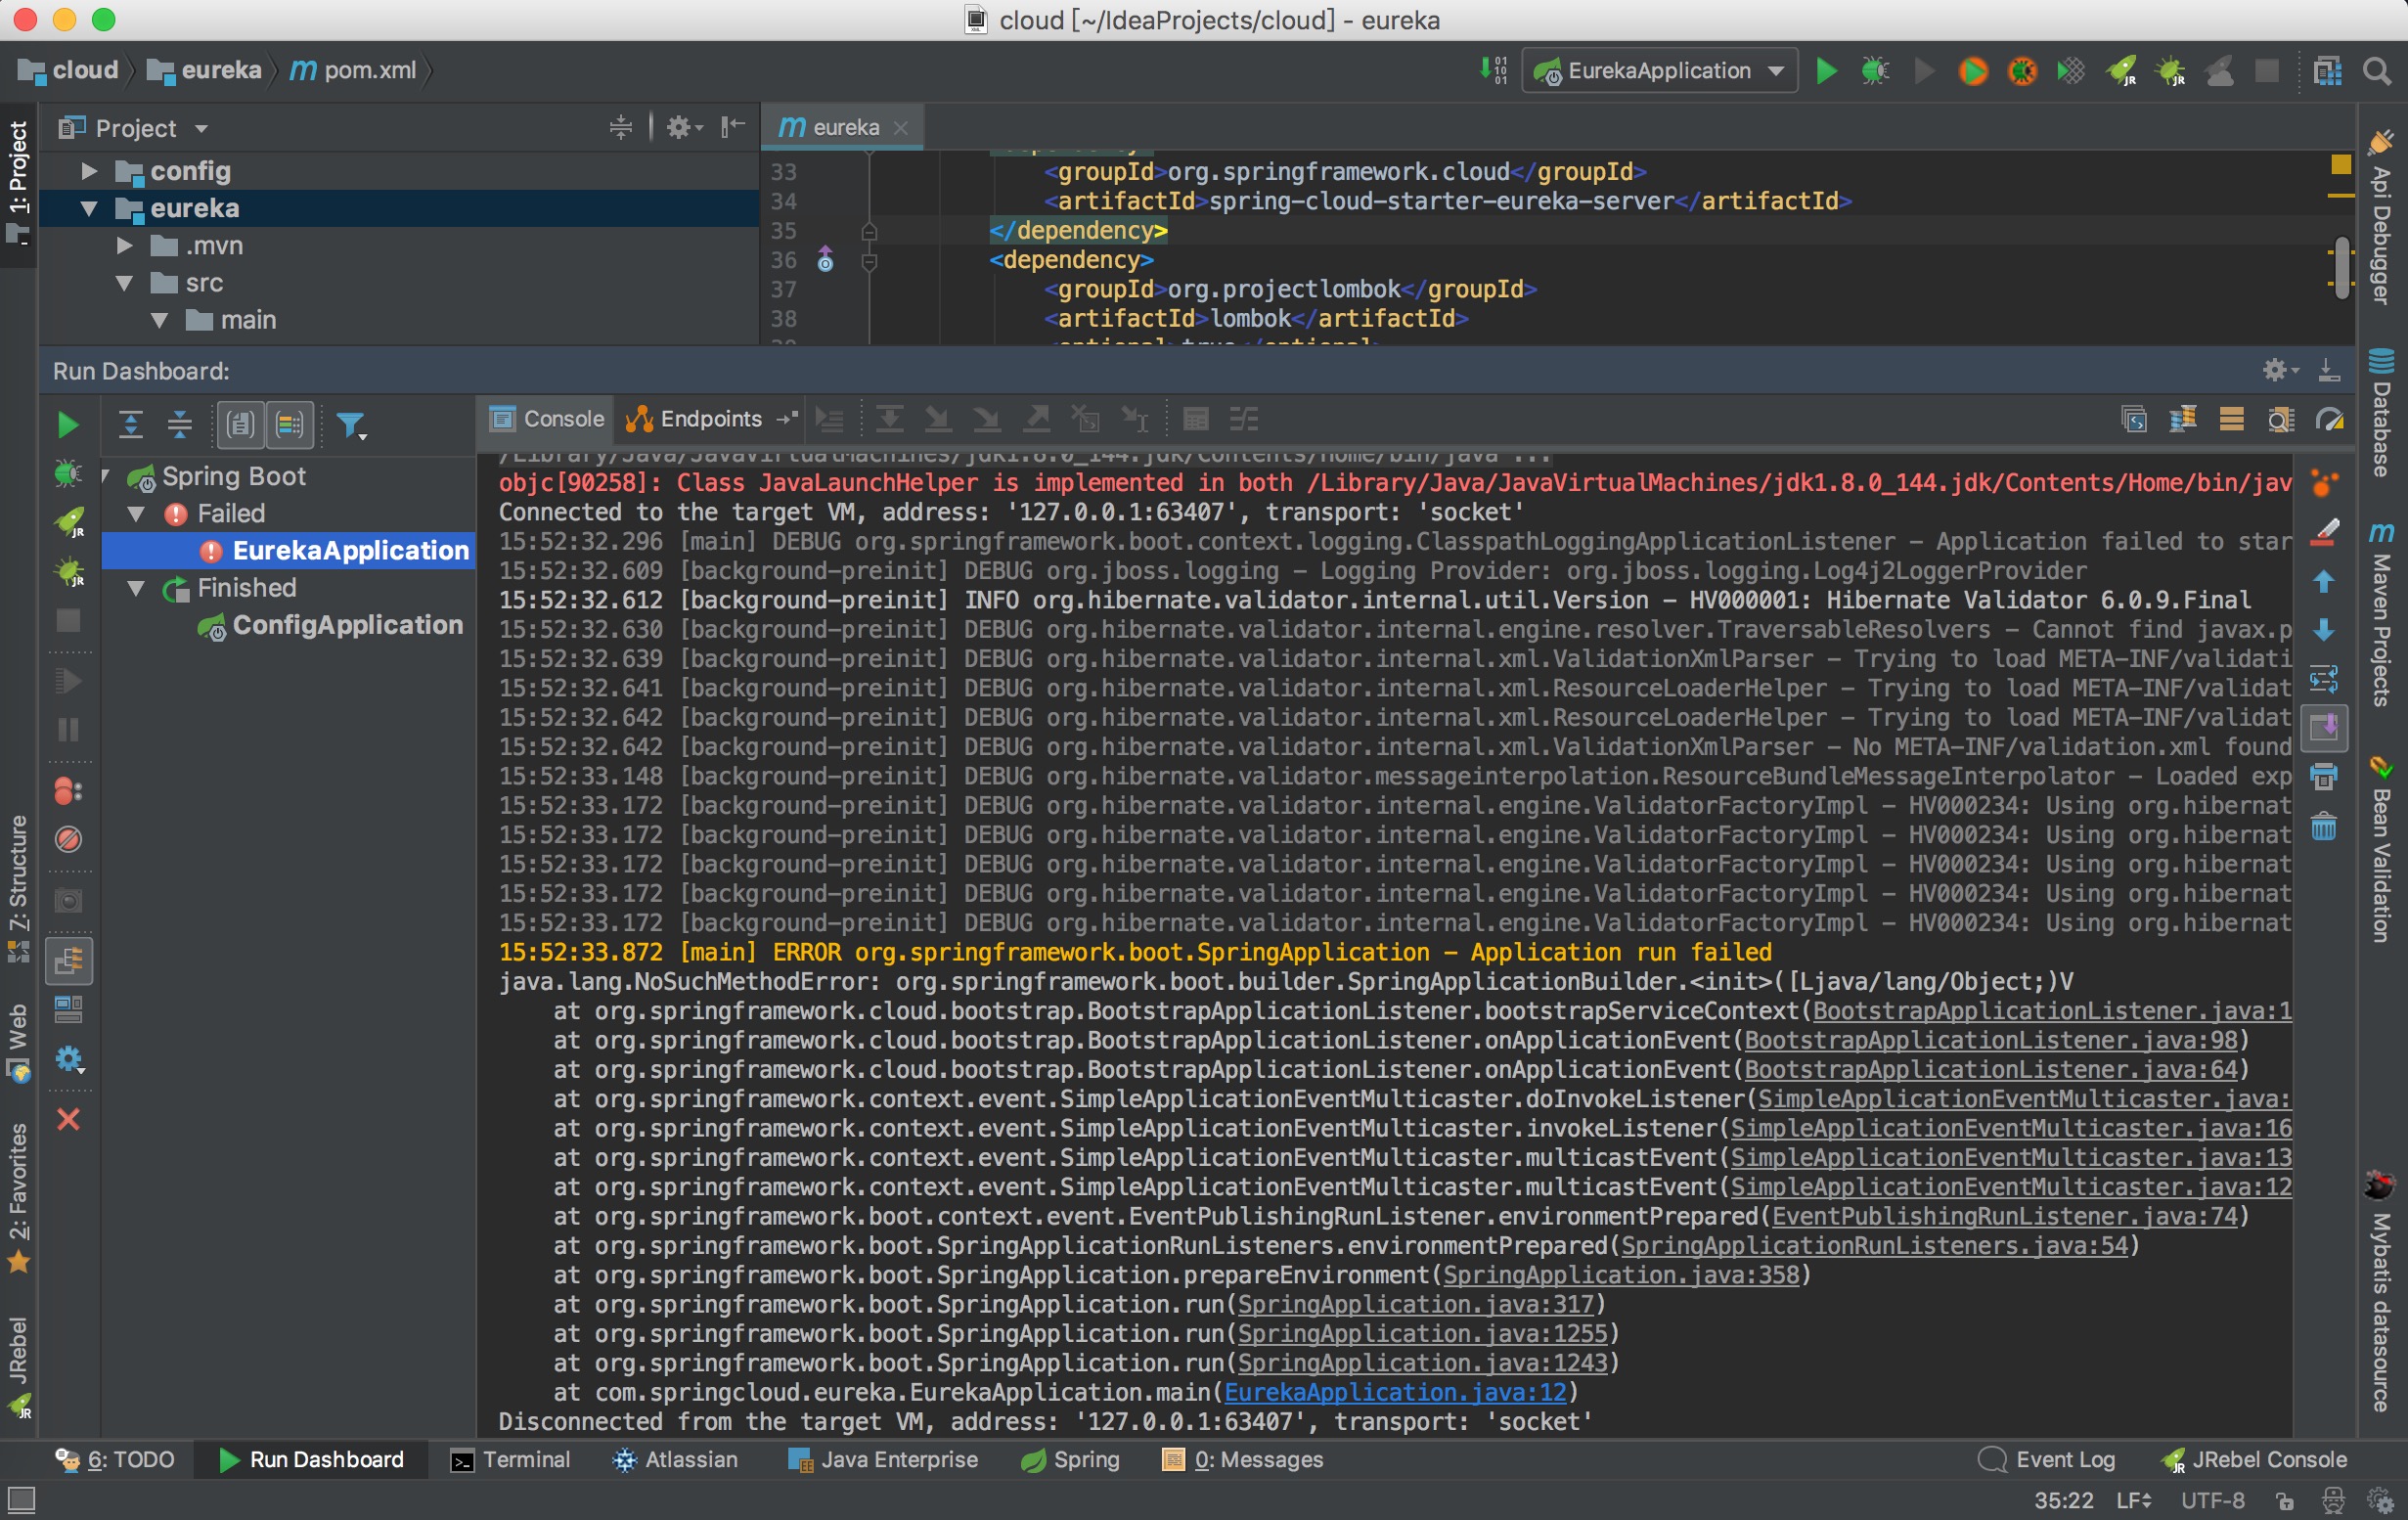 cloud [~/IdeaProjects/cloud] - eureka
cloud eureka m pom.xml
EurekaApplication
1: Project
Project
config
eureka
.mvn
src
main
m eureka
33 <groupId>org.springframework.cloud</groupId>
34 <artifactId>spring-cloud-starter-eureka-server</artifactId>
35 </dependency>
36 <dependency>
37 <groupId>org.projectlombok</groupId>
38 <artifactId>lombok</artifactId>
Run Dashboard:
Console Endpoints
Spring Boot
Failed
EurekaApplication
Finished
ConfigApplication
/Library/Java/JavaVirtualMachines/jdk1.8.0_144.jdk/Contents/Home/bin/java ...
objc[90258]: Class JavaLaunchHelper is implemented in both /Library/Java/JavaVirtualMachines/jdk1.8.0_144.jdk/Contents/Home/bin/jav
Connected to the target VM, address: '127.0.0.1:63407', transport: 'socket'
15:52:32.296 [main] DEBUG org.springframework.boot.context.logging.ClasspathLoggingApplicationListener - Application failed to star
15:52:32.609 [background-preinit] DEBUG org.jboss.logging - Logging Provider: org.jboss.logging.Log4j2LoggerProvider
15:52:32.612 [background-preinit] INFO org.hibernate.validator.internal.util.Version - HV000001: Hibernate Validator 6.0.9.Final
15:52:32.630 [background-preinit] DEBUG org.hibernate.validator.internal.engine.resolver.TraversableResolvers - Cannot find javax.p
15:52:32.639 [background-preinit] DEBUG org.hibernate.validator.internal.xml.ValidationXmlParser - Trying to load META-INF/validati
15:52:32.641 [background-preinit] DEBUG org.hibernate.validator.internal.xml.ResourceLoaderHelper - Trying to load META-INF/validat
15:52:32.642 [background-preinit] DEBUG org.hibernate.validator.internal.xml.ResourceLoaderHelper - Trying to load META-INF/validat
15:52:32.642 [background-preinit] DEBUG org.hibernate.validator.internal.xml.ValidationXmlParser - No META-INF/validation.xml found
15:52:33.148 [background-preinit] DEBUG org.hibernate.validator.messageinterpolation.ResourceBundleMessageInterpolator - Loaded exp
15:52:33.172 [background-preinit] DEBUG org.hibernate.validator.internal.engine.ValidatorFactoryImpl - HV000234: Using org.hibernat
15:52:33.172 [background-preinit] DEBUG org.hibernate.validator.internal.engine.ValidatorFactoryImpl - HV000234: Using org.hibernat
15:52:33.172 [background-preinit] DEBUG org.hibernate.validator.internal.engine.ValidatorFactoryImpl - HV000234: Using org.hibernat
15:52:33.172 [background-preinit] DEBUG org.hibernate.validator.internal.engine.ValidatorFactoryImpl - HV000234: Using org.hibernat
15:52:33.172 [background-preinit] DEBUG org.hibernate.validator.internal.engine.ValidatorFactoryImpl - HV000234: Using org.hibernat
15:52:33.872 [main] ERROR org.springframework.boot.SpringApplication - Application run failed
java.lang.NoSuchMethodError: org.springframework.boot.builder.SpringApplicationBuilder.<init>([Ljava/lang/Object;)V
at org.springframework.cloud.bootstrap.BootstrapApplicationListener.bootstrapServiceContext(BootstrapApplicationListener.java:1
at org.springframework.cloud.bootstrap.BootstrapApplicationListener.onApplicationEvent(BootstrapApplicationListener.java:98)
at org.springframework.cloud.bootstrap.BootstrapApplicationListener.onApplicationEvent(BootstrapApplicationListener.java:64)
at org.springframework.context.event.SimpleApplicationEventMulticaster.doInvokeListener(SimpleApplicationEventMulticaster.java:
at org.springframework.context.event.SimpleApplicationEventMulticaster.invokeListener(SimpleApplicationEventMulticaster.java:16
at org.springframework.context.event.SimpleApplicationEventMulticaster.multicastEvent(SimpleApplicationEventMulticaster.java:13
at org.springframework.context.event.SimpleApplicationEventMulticaster.multicastEvent(SimpleApplicationEventMulticaster.java:12
at org.springframework.boot.context.event.EventPublishingRunListener.environmentPrepared(EventPublishingRunListener.java:74)
at org.springframework.boot.SpringApplicationRunListeners.environmentPrepared(SpringApplicationRunListeners.java:54)
at org.springframework.boot.SpringApplication.prepareEnvironment(SpringApplication.java:358)
at org.springframework.boot.SpringApplication.run(SpringApplication.java:317)
at org.springframework.boot.SpringApplication.run(SpringApplication.java:1255)
at org.springframework.boot.SpringApplication.run(SpringApplication.java:1243)
at com.springcloud.eureka.EurekaApplication.main(EurekaApplication.java:12)
Disconnected from the target VM, address: '127.0.0.1:63407', transport: 'socket'
Z: Structure
Web
2: Favorites
JRebel
Api Debugger
Database
m Maven Projects
Bean Validation
Mybatis datasource
6: TODO Run Dashboard Terminal Atlassian Java Enterprise Spring 0: Messages Event Log JRebel Console
35:22 LF UTF-8